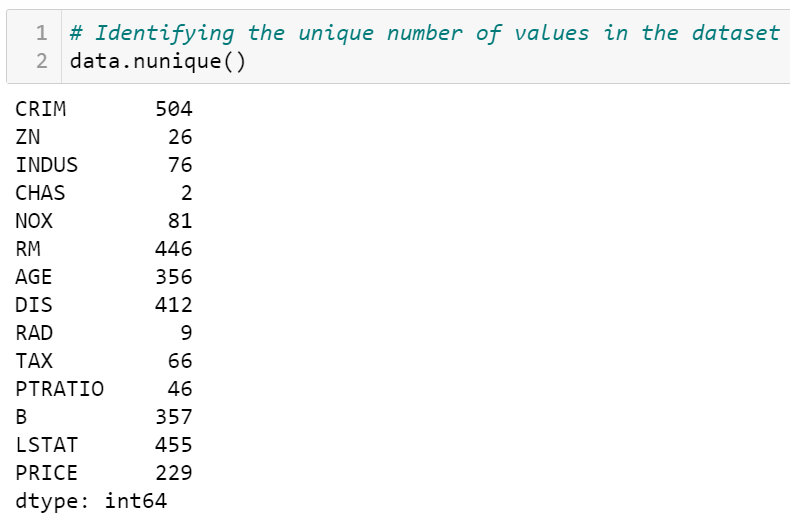 1 # Identifying the unique number of values in the dataset
2 data.nunique()
CRIM 504
ZN 26
INDUS 76
CHAS 2
NOX 81
RM 446
AGE 356
DIS 412
RAD 9
TAX 66
PTRATIO 46
B 357
LSTAT 455
PRICE 229
dtype: int64